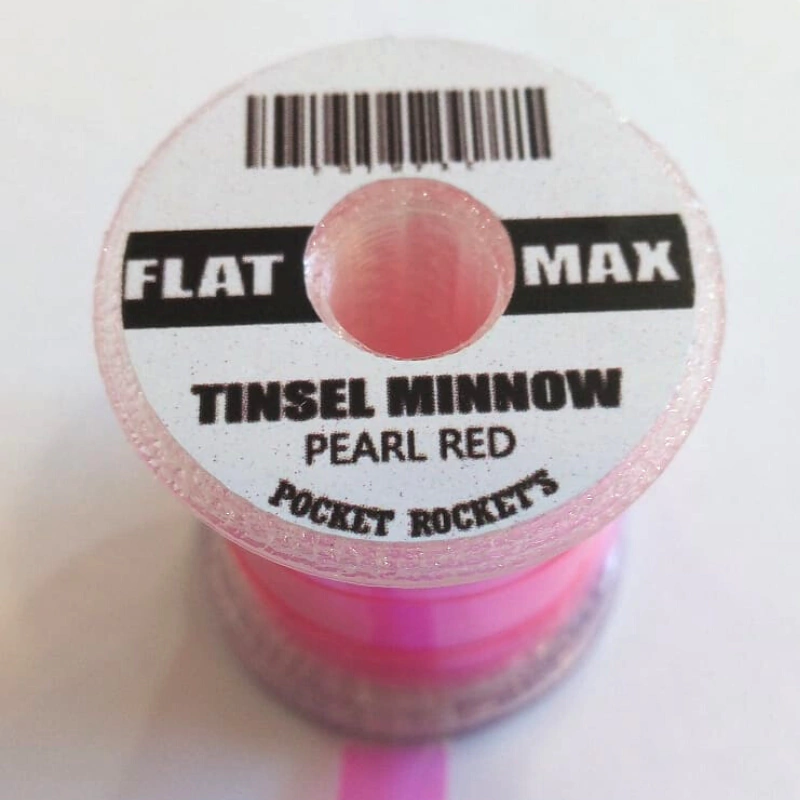 FLAT MAX
TINSEL MINNOW
PEARL RED
POCKET ROCKET'S